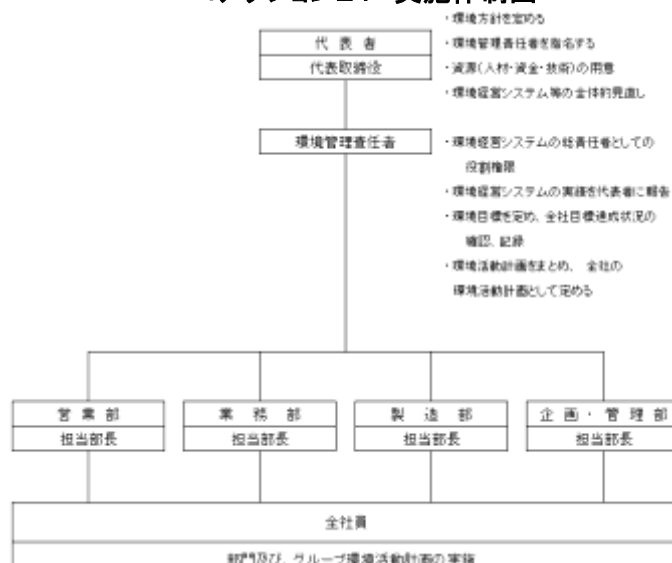 実施体制図
代 表 者
代表取締役
・環境方針を定める
・環境管理責任者を指名する
・資源(人材・資金・技術)の用意
・環境経営システム等の全体的見直し
環境管理責任者
・環境経営システムの総責任者としての
役割権限
・環境経営システムの実績を代表者に報告
・環境目標を定め、全社目標達成状況の
確認、記録
・環境活動計画をまとめ、 全社の
環境活動計画として定める
営 業 部
担当部長
業 務 部
担当部長
製 造 部
担当部長
企 画 ・ 管 理 部
担当部長
全社員
部門及び、グループ環境活動計画の実施